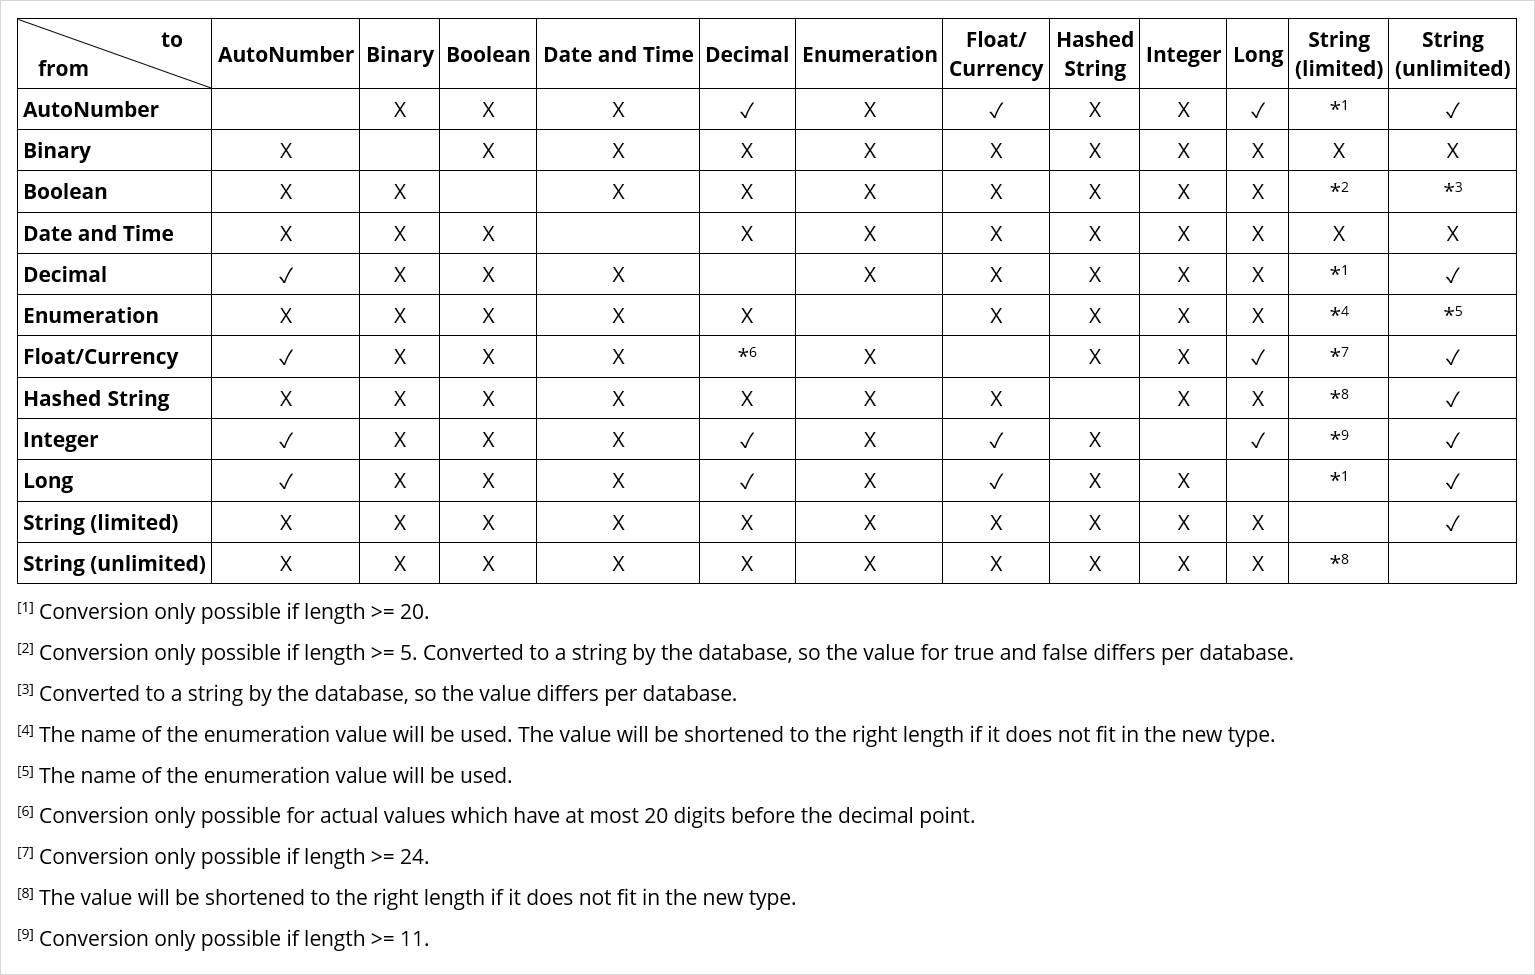 to
from
AutoNumber Binary Boolean Date and Time Decimal Enumeration Float/ Currency Hashed String Integer Long String (limited) String (unlimited)
AutoNumber X X X ✓ X ✓ X X ✓ *1 ✓
Binary X X X X X X X X X X X
Boolean X X X X X X X X X *2 *3
Date and Time X X X X X X X X X X X
Decimal ✓ X X X X X X X X *1 ✓
Enumeration X X X X X X X X X *4 *5
Float/Currency ✓ X X X *6 X X X ✓ *7 ✓
Hashed String X X X X X X X X X *8 ✓
Integer ✓ X X X ✓ X ✓ X ✓ *9 ✓
Long ✓ X X X ✓ X ✓ X X *1 ✓
String (limited) X X X X X X X X X X ✓
String (unlimited) X X X X X X X X X X *8
[1] Conversion only possible if length >= 20.
[2] Conversion only possible if length >= 5. Converted to a string by the database, so the value for true and false differs per database.
[3] Converted to a string by the database, so the value differs per database.
[4] The name of the enumeration value will be used. The value will be shortened to the right length if it does not fit in the new type.
[5] The name of the enumeration value will be used.
[6] Conversion only possible for actual values which have at most 20 digits before the decimal point.
[7] Conversion only possible if length >= 24.
[8] The value will be shortened to the right length if it does not fit in the new type.
[9] Conversion only possible if length >= 11.